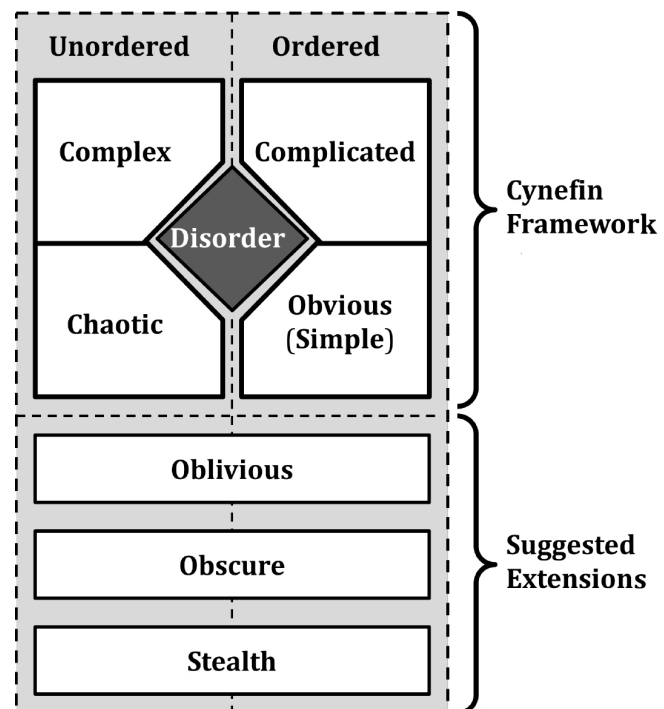 Unordered
Ordered
Complex
Complicated
Disorder
Chaotic
Obvious
(Simple)
Cynefin
Framework
Oblivious
Obscure
Stealth
Suggested
Extensions